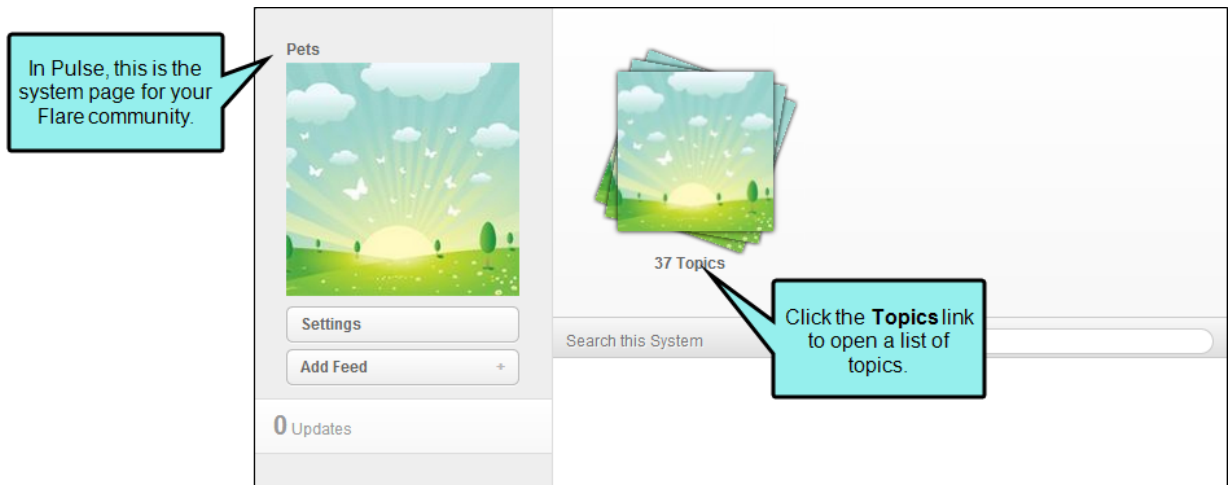 In Pulse, this is the
system page for your
Flare community.
Pets
37 Topics
Click the Topics link
to open a list of
topics.
Settings
Search this System
Add Feed +
0 Updates